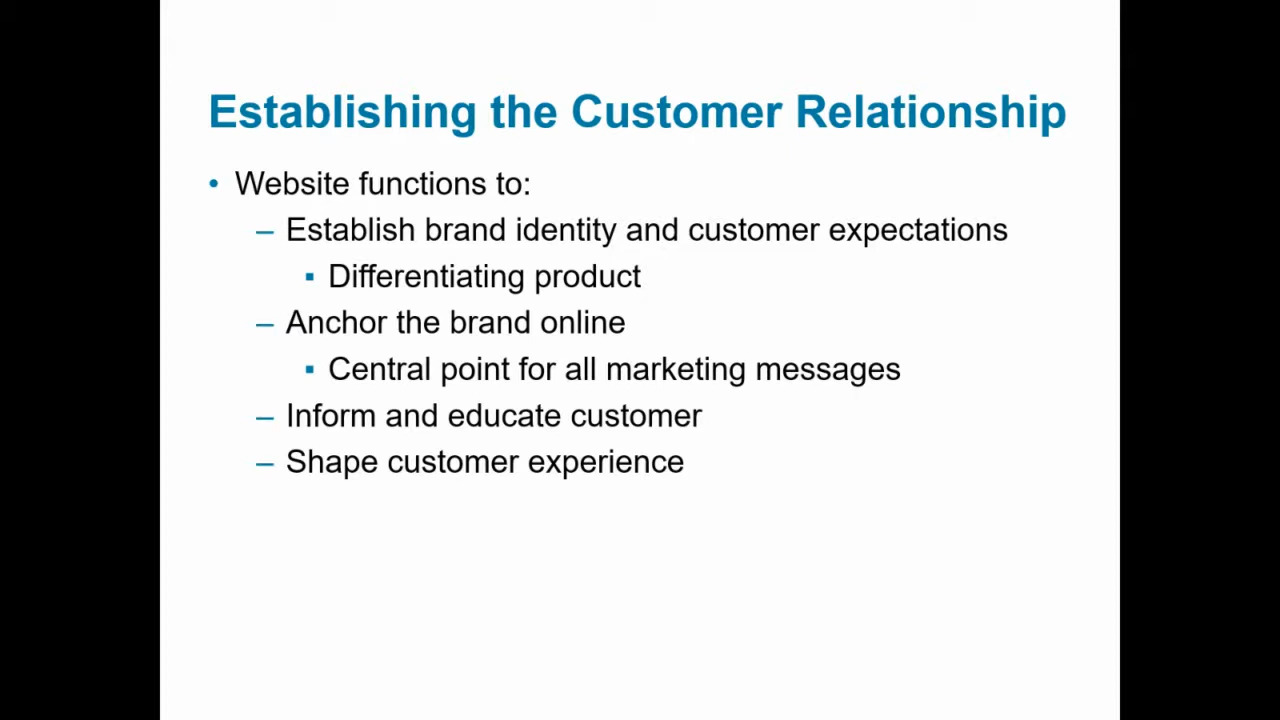 Establishing the Customer Relationship
• Website functions to:
– Establish brand identity and customer expectations
▪ Differentiating product
– Anchor the brand online
▪ Central point for all marketing messages
– Inform and educate customer
– Shape customer experience